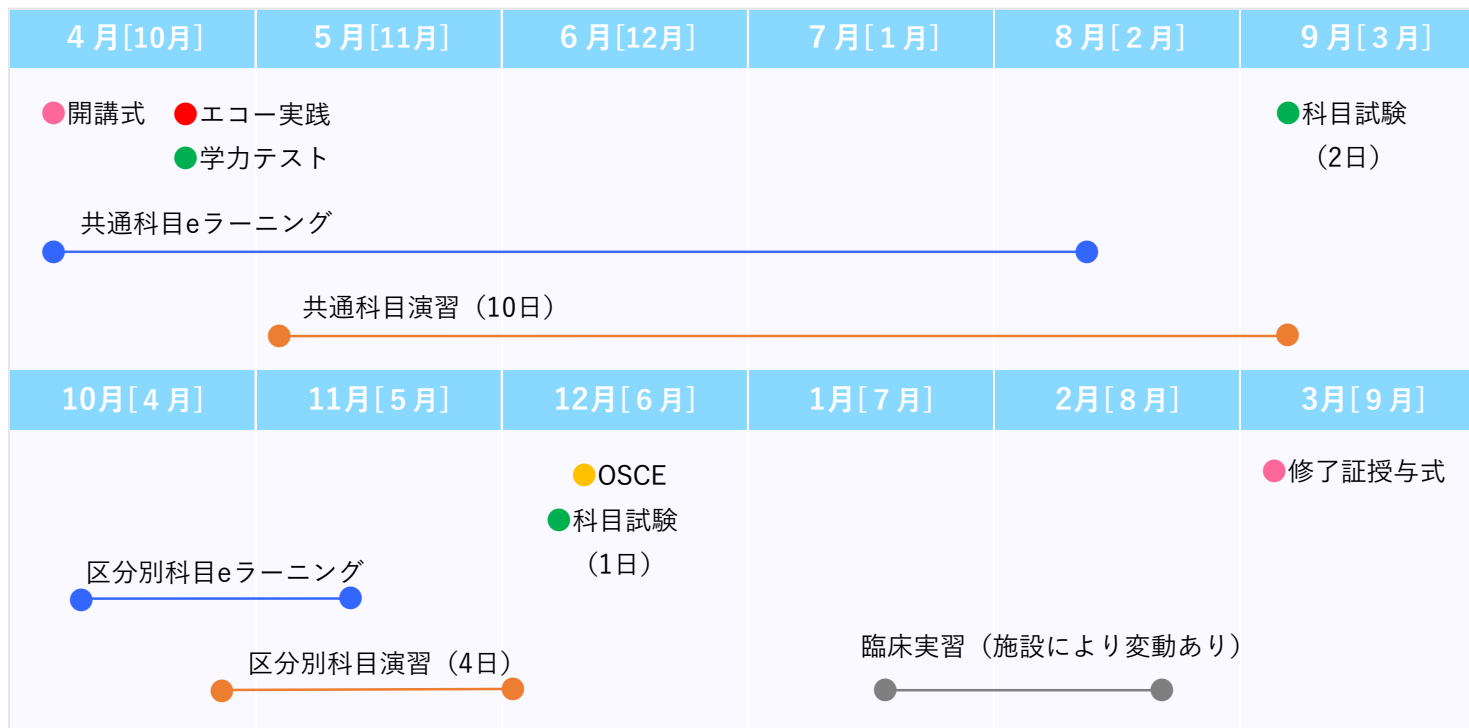 4月[10月] 5月[11月] 6月[12月] 7月[1月] 8月[2月] 9月[3月]
開講式 エコー実践 科目試験
学力テスト (2日)
共通科目eラーニング
共通科目演習（10日）
10月[4月] 11月[5月] 12月[6月] 1月[7月] 2月[8月] 3月[9月]
OSCE 修了証授与式
科目試験
（1日）
区分別科目eラーニング
区分別科目演習（4日）
臨床実習（施設により変動あり）